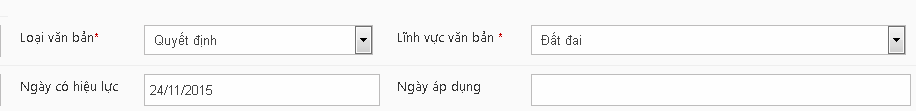 Loại văn bản* Quyết định Lĩnh vực văn bản * Đất đai
Ngày có hiệu lực 24/11/2015 Ngày áp dụng